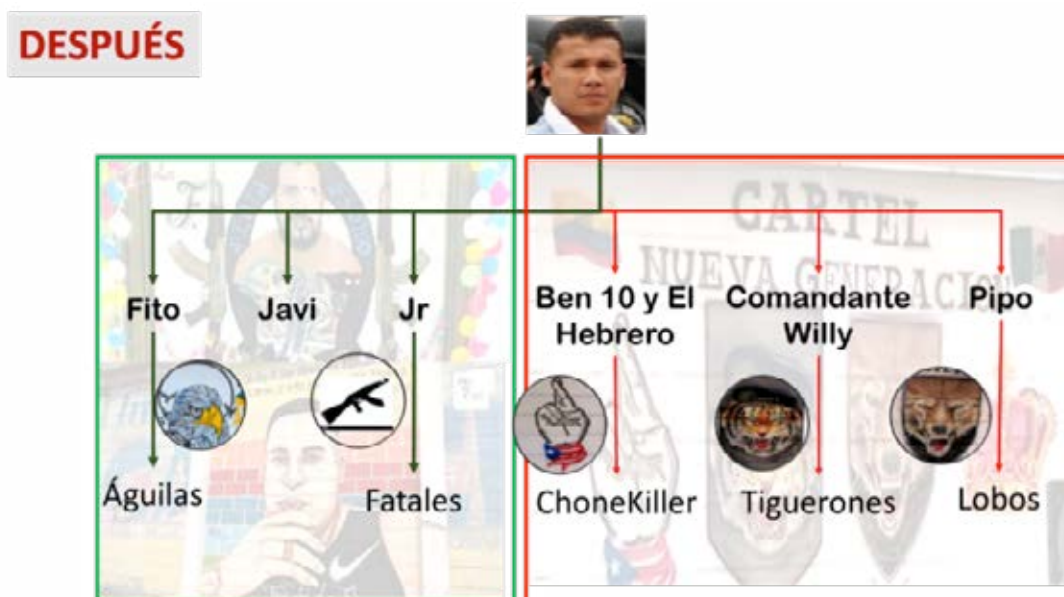 DESPUÉS
CARTEL
NUEVA GENERACION
Fito
Javi
Jr
Ben 10 y El
Hebrero
Comandante
Willy
Pipo
Águilas
Fatales
ChoneKiller
Tiguerones
Lobos